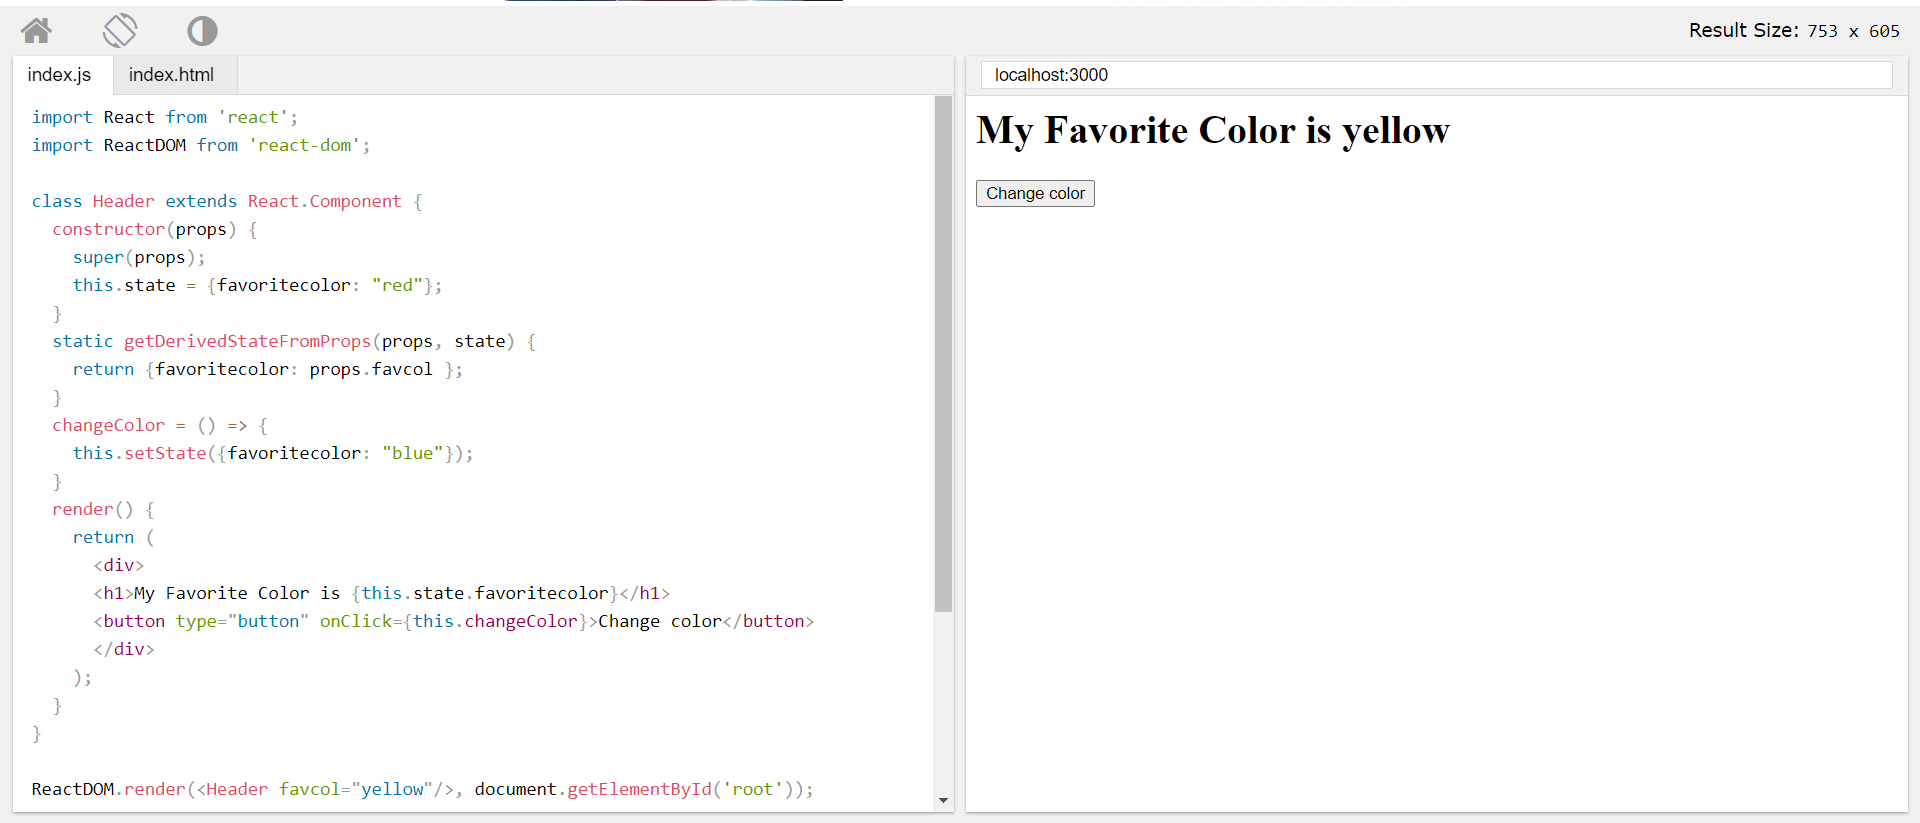 Result Size: 753 x 605
index.js index.html
import React from 'react';
import ReactDOM from 'react-dom';
class Header extends React.Component {
constructor(props) {
super(props);
this.state = {favoritecolor: "red"};
}
static getDerivedStateFromProps(props, state) {
return {favoritecolor: props.favcol };
}
changeColor = () => {
this.setState({favoritecolor: "blue"});
}
render() {
return (
<div>
<h1>My Favorite Color is {this.state.favoritecolor}</h1>
<button type="button" onClick={this.changeColor}>Change color</button>
</div>
);
}
}
ReactDOM.render(<Header favcol="yellow"/>, document.getElementById('root'));
localhost:3000
My Favorite Color is yellow
Change color